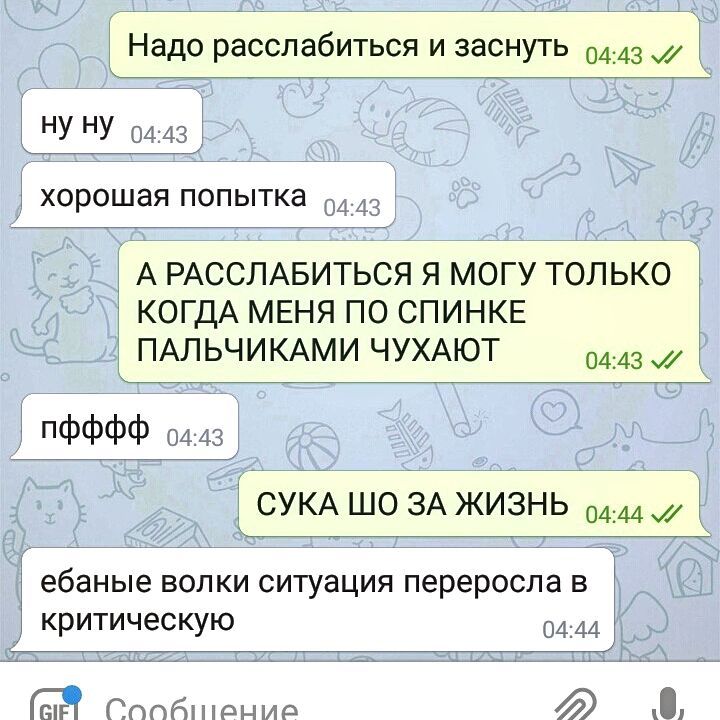 Надо расслабиться и заснуть 04:43
ну ну 04:43
хорошая попытка 04:43
А РАССЛАБИТЬСЯ Я МОГУ ТОЛЬКО
КОГДА МЕНЯ ПО СПИНКЕ
ПАЛЬЧИКАМИ ЧУХАЮТ 04:43
пфффф 04:43
СУКА ШО ЗА ЖИЗНЬ 04:44
ебаные волки ситуация переросла в
критическую 04:44
GIF Сообщение